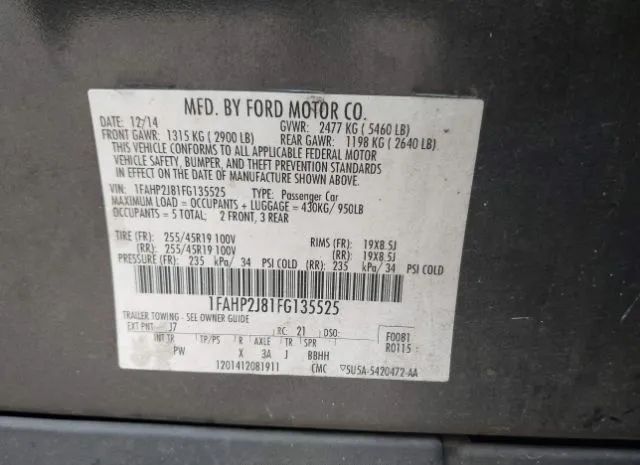 MFD. BY FORD MOTOR CO.
DATE: 12/14 GVWR: 2477 KG ( 5460 LB)
FRONT GAWR: 1315 KG ( 2900 LB) REAR GAWR: 1198 KG ( 2640 LB)
THIS VEHICLE CONFORMS TO ALL APPLICABLE FEDERAL MOTOR
VEHICLE SAFETY, BUMPER, AND THEFT PREVENTION STANDARDS
IN EFFECT ON THE DATE OF MANUFACTURE SHOWN ABOVE.
VIN: 1FAHP2J81FG135525 TYPE: Passenger Car
MAXIMUM LOAD = OCCUPANTS + LUGGAGE = 430KG/ 950LB
OCCUPANTS = 5 TOTAL: 2 FRONT, 3 REAR
TIRE (FR): 255/45R19 100V RIMS (FR): 19X8.5J
(RR): 255/45R19 100V (RR): 19X8.5J
PRESSURE (FR): 235 kPa/ 34 PSI COLD (RR): 235 kPa/ 34 PSI COLD
1FAHP2J81FG135525
TRAILER TOWING - SEE OWNER GUIDE
EXT PNT: J7 RC: 21 DSO: F0081
INT TR TP/PS R AXLE TR SPR R0115
PW X 3A J BBHH
1201412081911 CMC 5U5A-5420472-AA